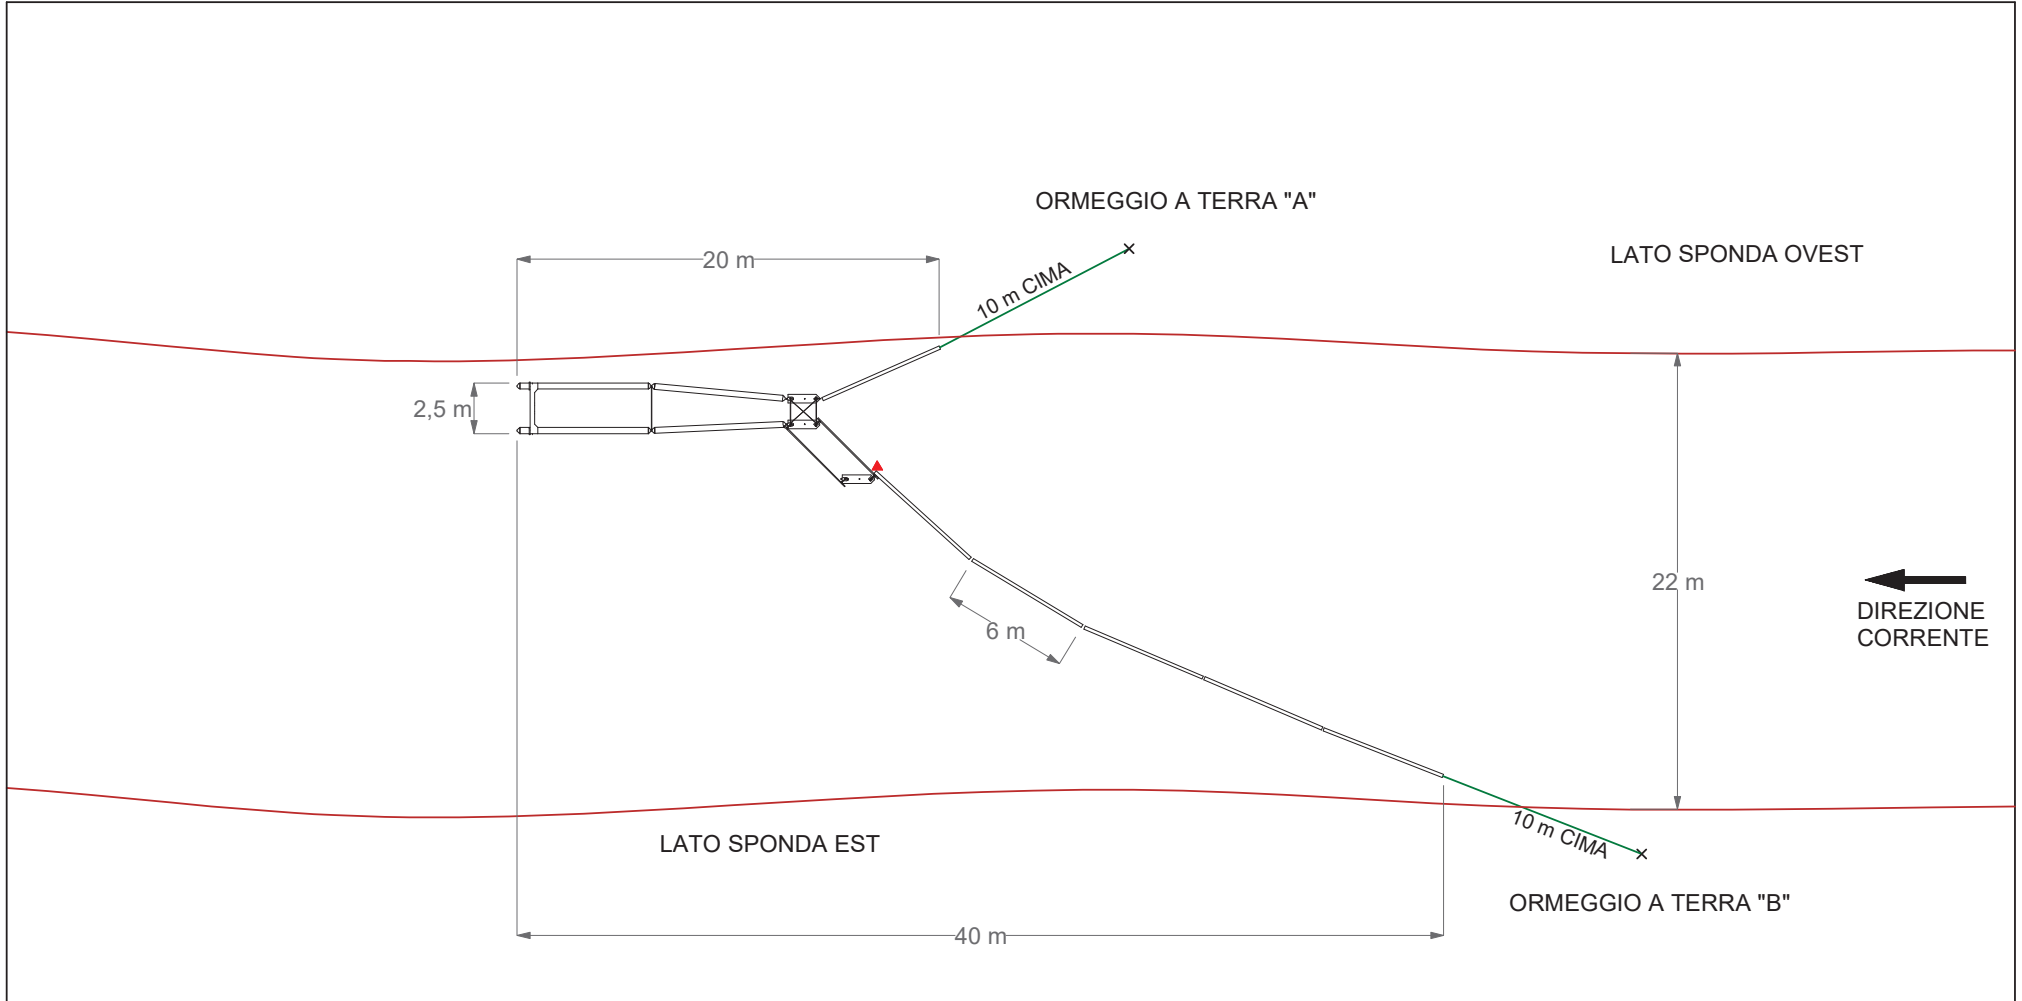 ORMEGGIO A TERRA "A"
LATO SPONDA OVEST
20 m
10 m CIMA
2,5 m
22 m
DIREZIONE
CORRENTE
6 m
10 m CIMA
LATO SPONDA EST
ORMEGGIO A TERRA "B"
40 m